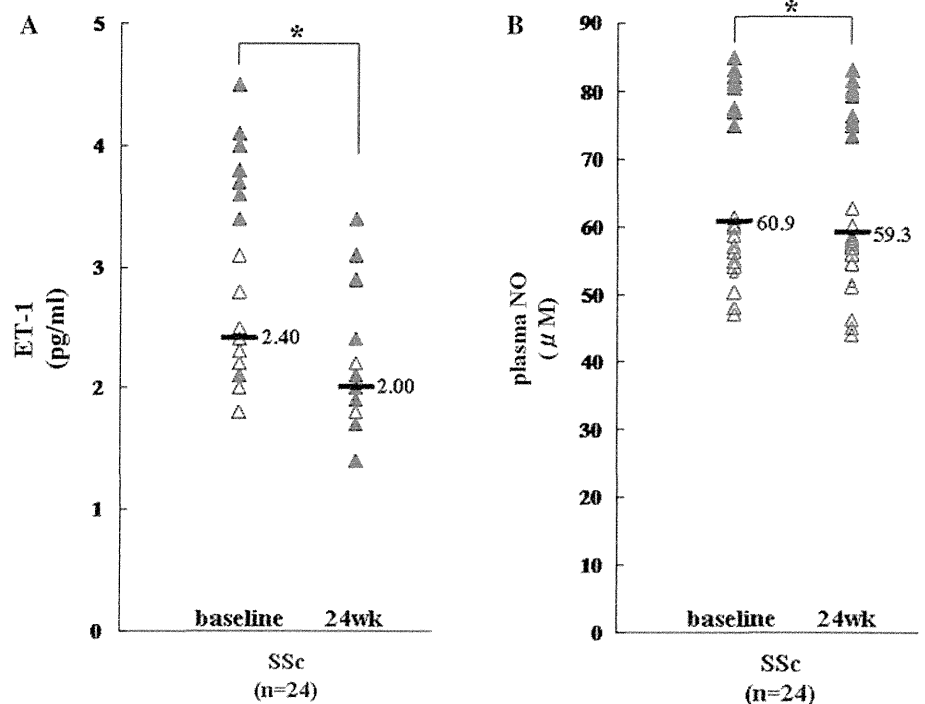 A
*
5
4
3
2
1
0
ET-1
(pg/ml)
2.40
2.00
baseline 24wk
SSc
(n=24)
B
*
90
80
70
60
50
40
30
20
10
0
plasma NO
(μM)
60.9
59.3
baseline 24wk
SSc
(n=24)